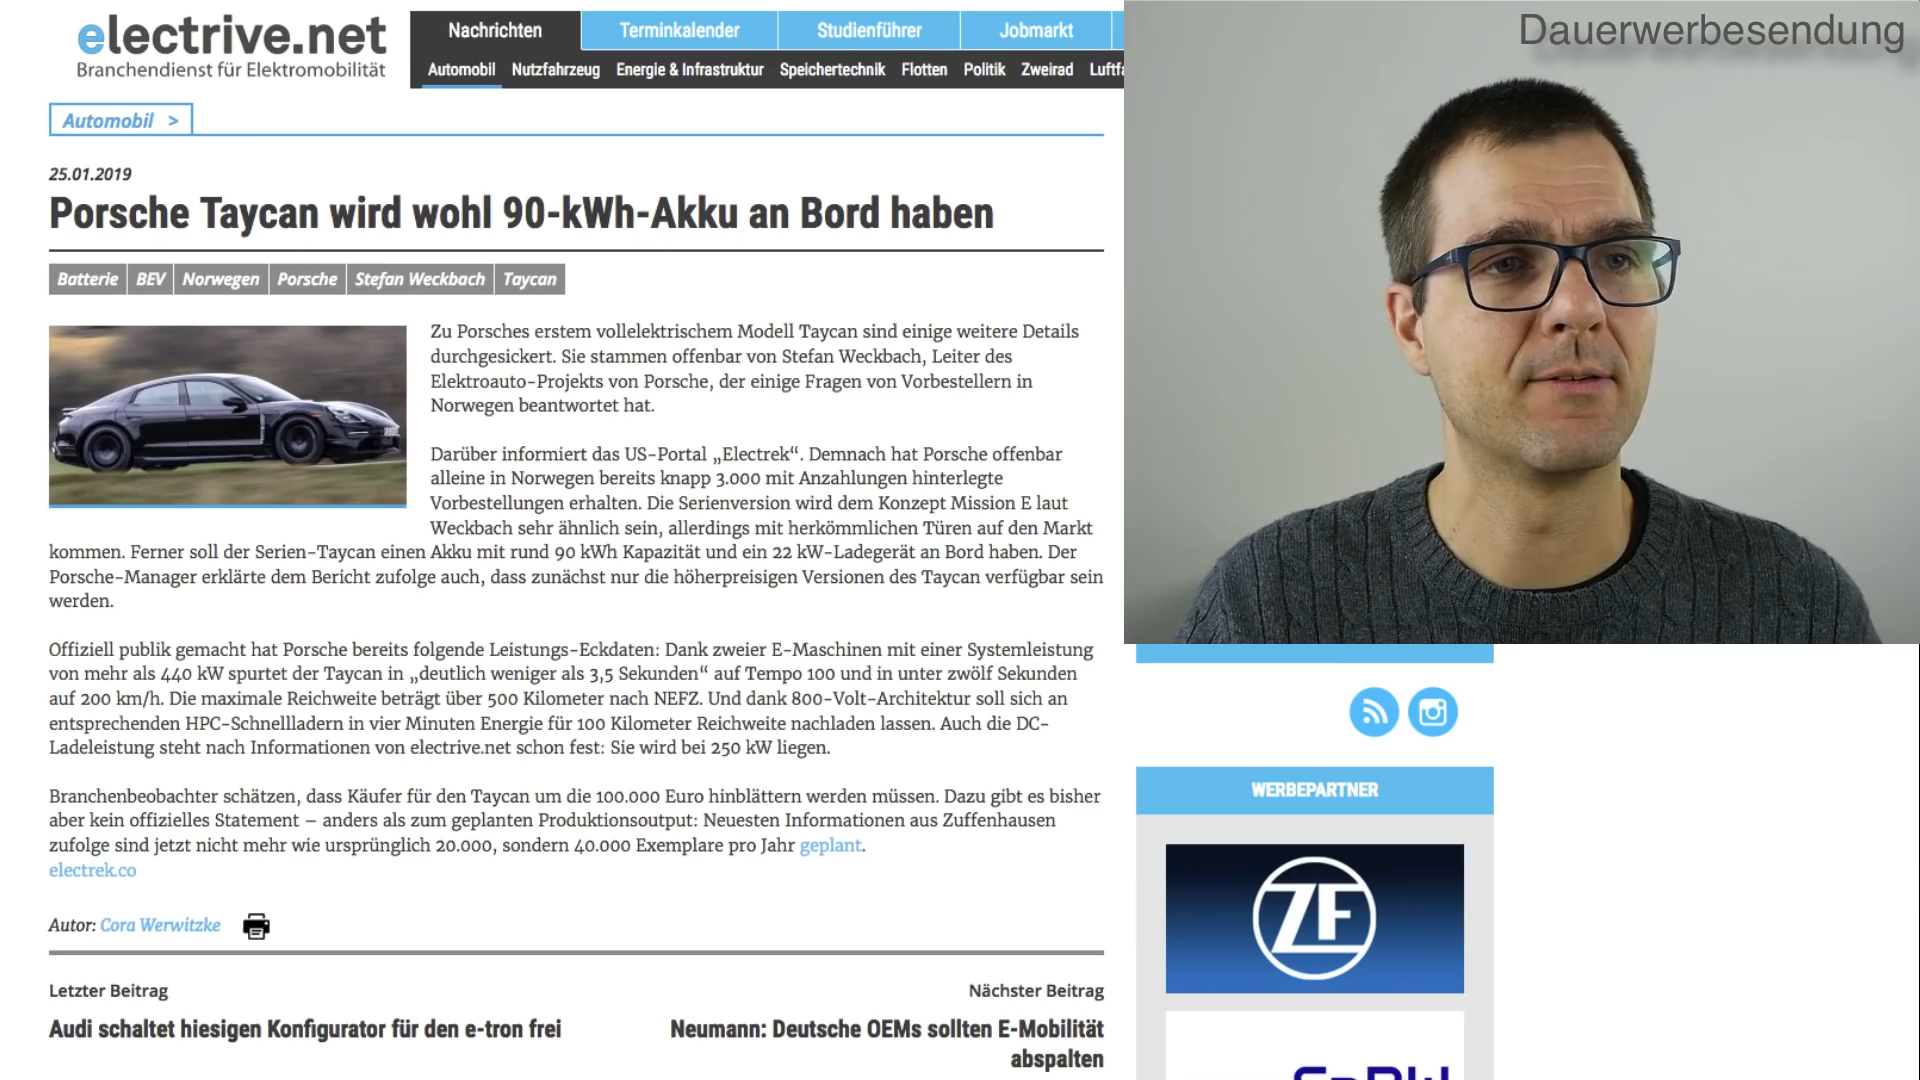 electrive.net
Branchendienst für Elektromobilität
Nachrichten Terminkalender Studienführer Jobmarkt
Automobil Nutzfahrzeug Energie & Infrastruktur Speichertechnik Flotten Politik Zweirad
Dauerwerbesendung
Automobil >
25.01.2019
Porsche Taycan wird wohl 90-kWh-Akku an Bord haben
Batterie BEV Norwegen Porsche Stefan Weckbach Taycan
Zu Porsches erstem vollelektrischem Modell Taycan sind einige weitere Details
durchgesickert. Sie stammen offenbar von Stefan Weckbach, Leiter des
Elektroauto-Projekts von Porsche, der einige Fragen von Vorbestellern in
Norwegen beantwortet hat.
Darüber informiert das US-Portal „Electrek“. Demnach hat Porsche offenbar
alleine in Norwegen bereits knapp 3.000 mit Anzahlungen hinterlegte
Vorbestellungen erhalten. Die Serienversion wird dem Konzept Mission E laut
Weckbach sehr ähnlich sein, allerdings mit herkömmlichen Türen auf den Markt
kommen. Ferner soll der Serien-Taycan einen Akku mit rund 90 kWh Kapazität und ein 22 kW-Ladegerät an Bord haben. Der
Porsche-Manager erklärte dem Bericht zufolge auch, dass zunächst nur die höherpreisigen Versionen des Taycan verfügbar sein
werden.
Offiziell publik gemacht hat Porsche bereits folgende Leistungs-Eckdaten: Dank zweier E-Maschinen mit einer Systemleistung
von mehr als 440 kW spurtet der Taycan in „deutlich weniger als 3,5 Sekunden“ auf Tempo 100 und in unter zwölf Sekunden
auf 200 km/h. Die maximale Reichweite beträgt über 500 Kilometer nach NEFZ. Und dank 800-Volt-Architektur soll sich an
entsprechenden HPC-Schnellladern in vier Minuten Energie für 100 Kilometer Reichweite nachladen lassen. Auch die DC-
Ladeleistung steht nach Informationen von electrive.net schon fest: Sie wird bei 250 kW liegen.
Branchenbeobachter schätzen, dass Käufer für den Taycan um die 100.000 Euro hinblättern werden müssen. Dazu gibt es bisher
aber kein offizielles Statement – anders als zum geplanten Produktionsoutput: Neuesten Informationen aus Zuffenhausen
zufolge sind jetzt nicht mehr wie ursprünglich 20.000, sondern 40.000 Exemplare pro Jahr geplant.
electrek.co
Autor: Cora Werwitzke
Letzter Beitrag
Audi schaltet hiesigen Konfigurator für den e-tron frei
Nächster Beitrag
Neumann: Deutsche OEMs sollten E-Mobilität
abspalten
WERBEPARTNER
ZF